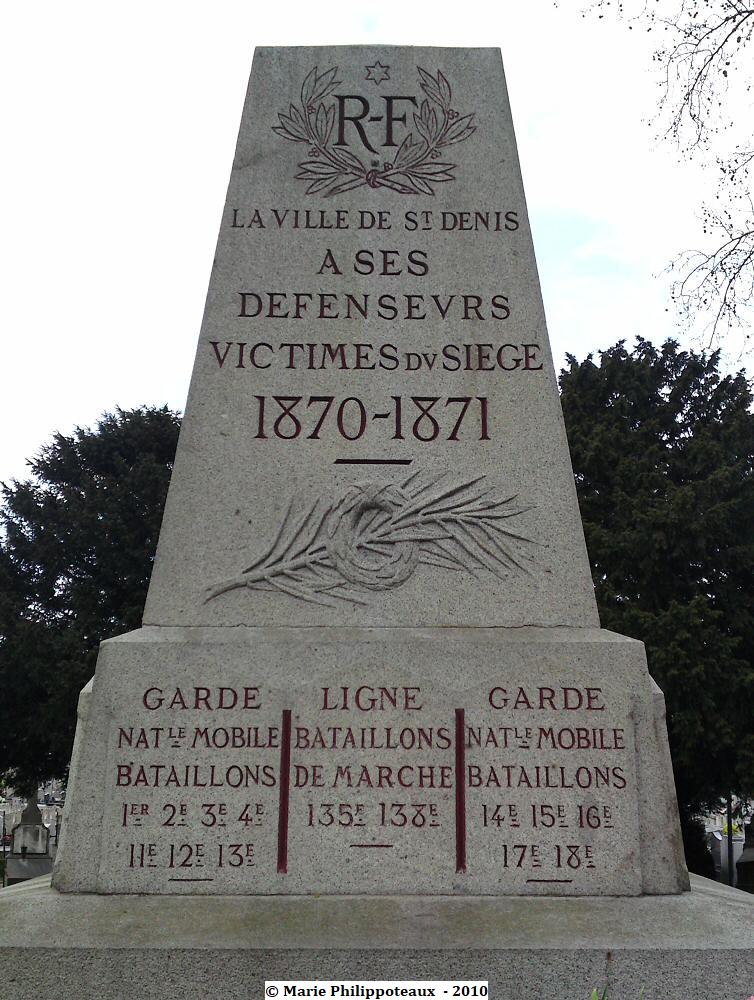 R-F
LA VILLE DE ST DENIS
A SES
DEFENSEVRS
VICTIMES DV SIEGE
1870-1871
GARDE
NATLE MOBILE
BATAILLONS
1ER 2E 3E 4E
11E 12E 13E
LIGNE
BATAILLONS
DE MARCHE
135E 138E
GARDE
NATLE MOBILE
BATAILLONS
14E 15E 16E
17E 18E
© Marie Philippoteaux - 2010